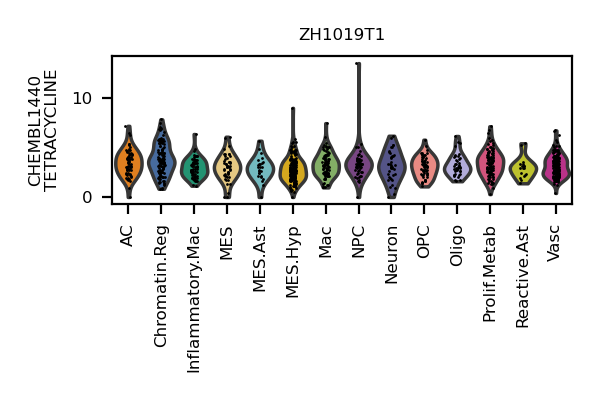 ZH1019T1
CHEMBL1440
TETRACYCLINE
10
0
AC
Chromatin.Reg
Inflammatory.Mac
MES
MES.Ast
MES.Hyp
Mac
NPC
Neuron
OPC
Oligo
Prolif.Metab
Reactive.Ast
Vasc